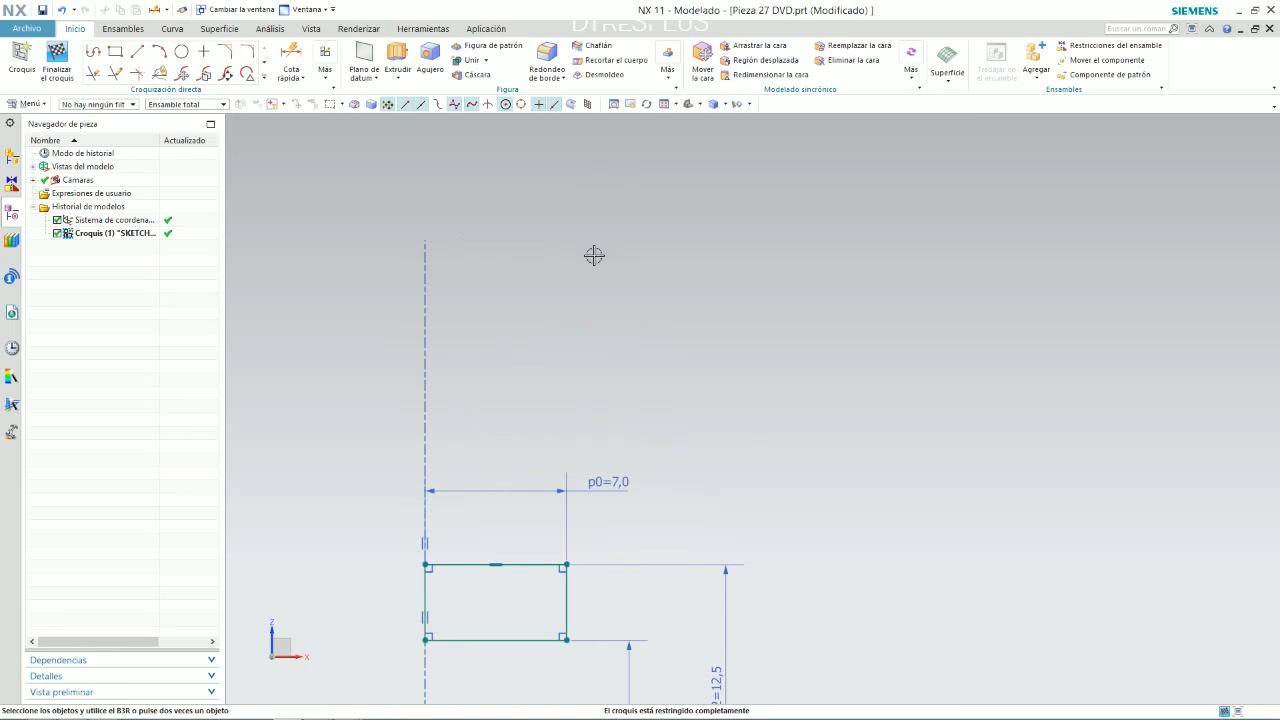 NX
Cambiar la ventana
Ventana
NX 11 - Modelado - [Pieza 27 DVD.prt (Modificado) ]
SIEMENS
DTRESPLUS
Archivo
Inicio
Ensambles
Curva
Superficie
Análisis
Vista
Renderizar
Herramientas
Aplicación
Buscar un coman
Croquis
Finalizar
el croquis
Cota
rápida
Más
Plano de
datum
Extrudir
Agujero
Figura de patrón
Unir
Cáscara
Redondeo
de borde
Chaflán
Recortar el cuerpo
Desmoldeo
Más
Mover
la cara
Arrastrar la cara
Región desplazada
Redimensionar la cara
Reemplazar la cara
Eliminar la cara
Más
Superficie
Trabajar en
el ensamble
Agregar
Restricciones del ensamble
Mover el componente
Componente de patrón
Croquización directa
Figura
Modelado sincrónico
Ensambles
Menú
No hay ningún filt
Ensamble total
Navegador de pieza
Nombre
Actualizado
Modo de historial
Vistas del modelo
Cámaras
Expresiones de usuario
Historial de modelos
Sistema de coordena...
Croquis (1) "SKETCH...
p0=7,0
2=12,5
Z
X
Dependencias
Detalles
Vista preliminar
Seleccione los objetos y utilice el B3R o pulse dos veces un objeto
El croquis está restringido completamente